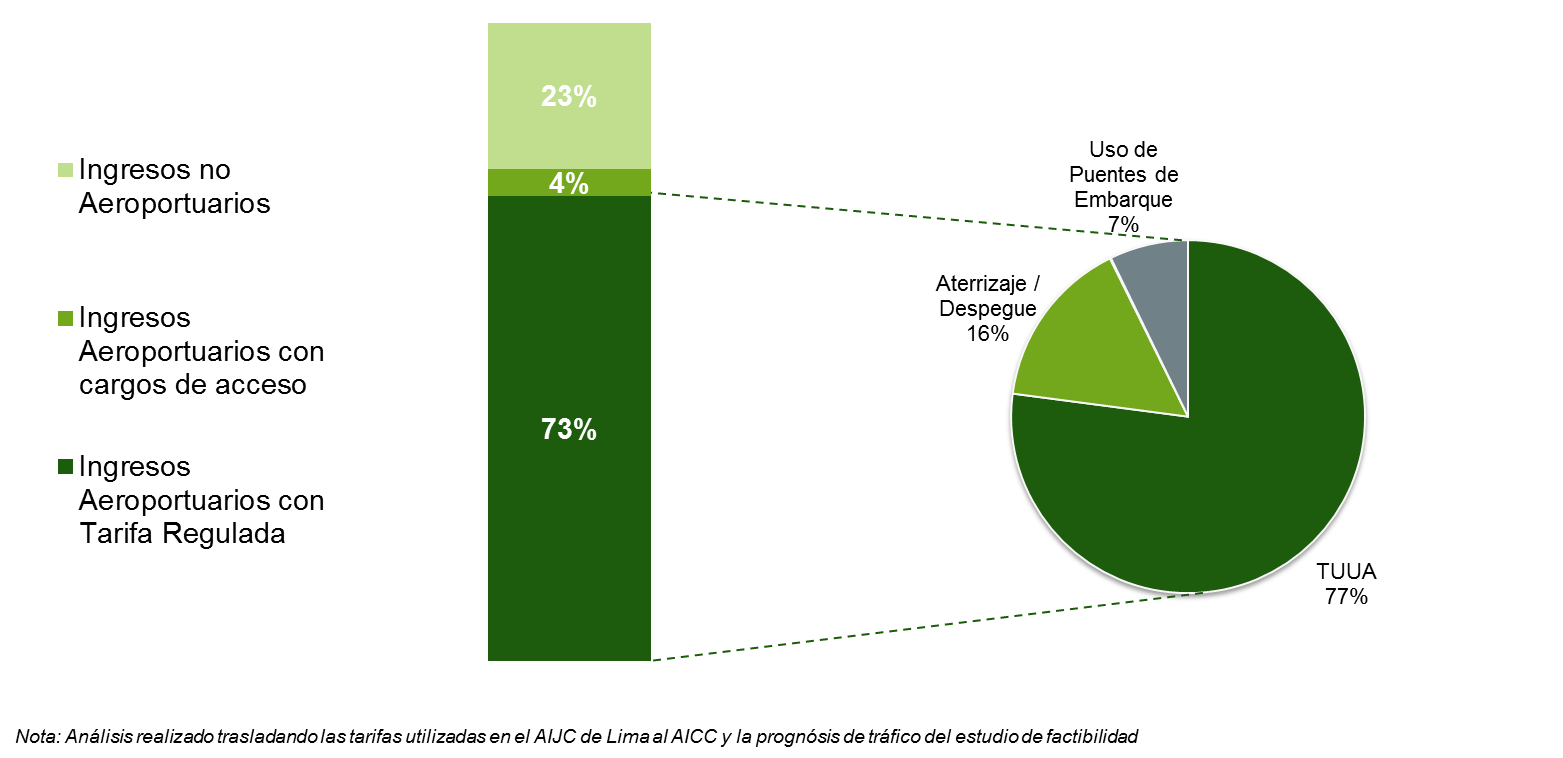 Ingresos no
Aeroportuarios
Ingresos
Aeroportuarios con
cargos de acceso
Ingresos
Aeroportuarios con
Tarifa Regulada
23%
4%
73%
Uso de
Puentes de
Embarque
7%
Aterrizaje /
Despegue
16%
TUUA
77%
Nota: Análisis realizado trasladando las tarifas utilizadas en el AIJC de Lima al AICC y la prognósis de tráfico del estudio de factibilidad